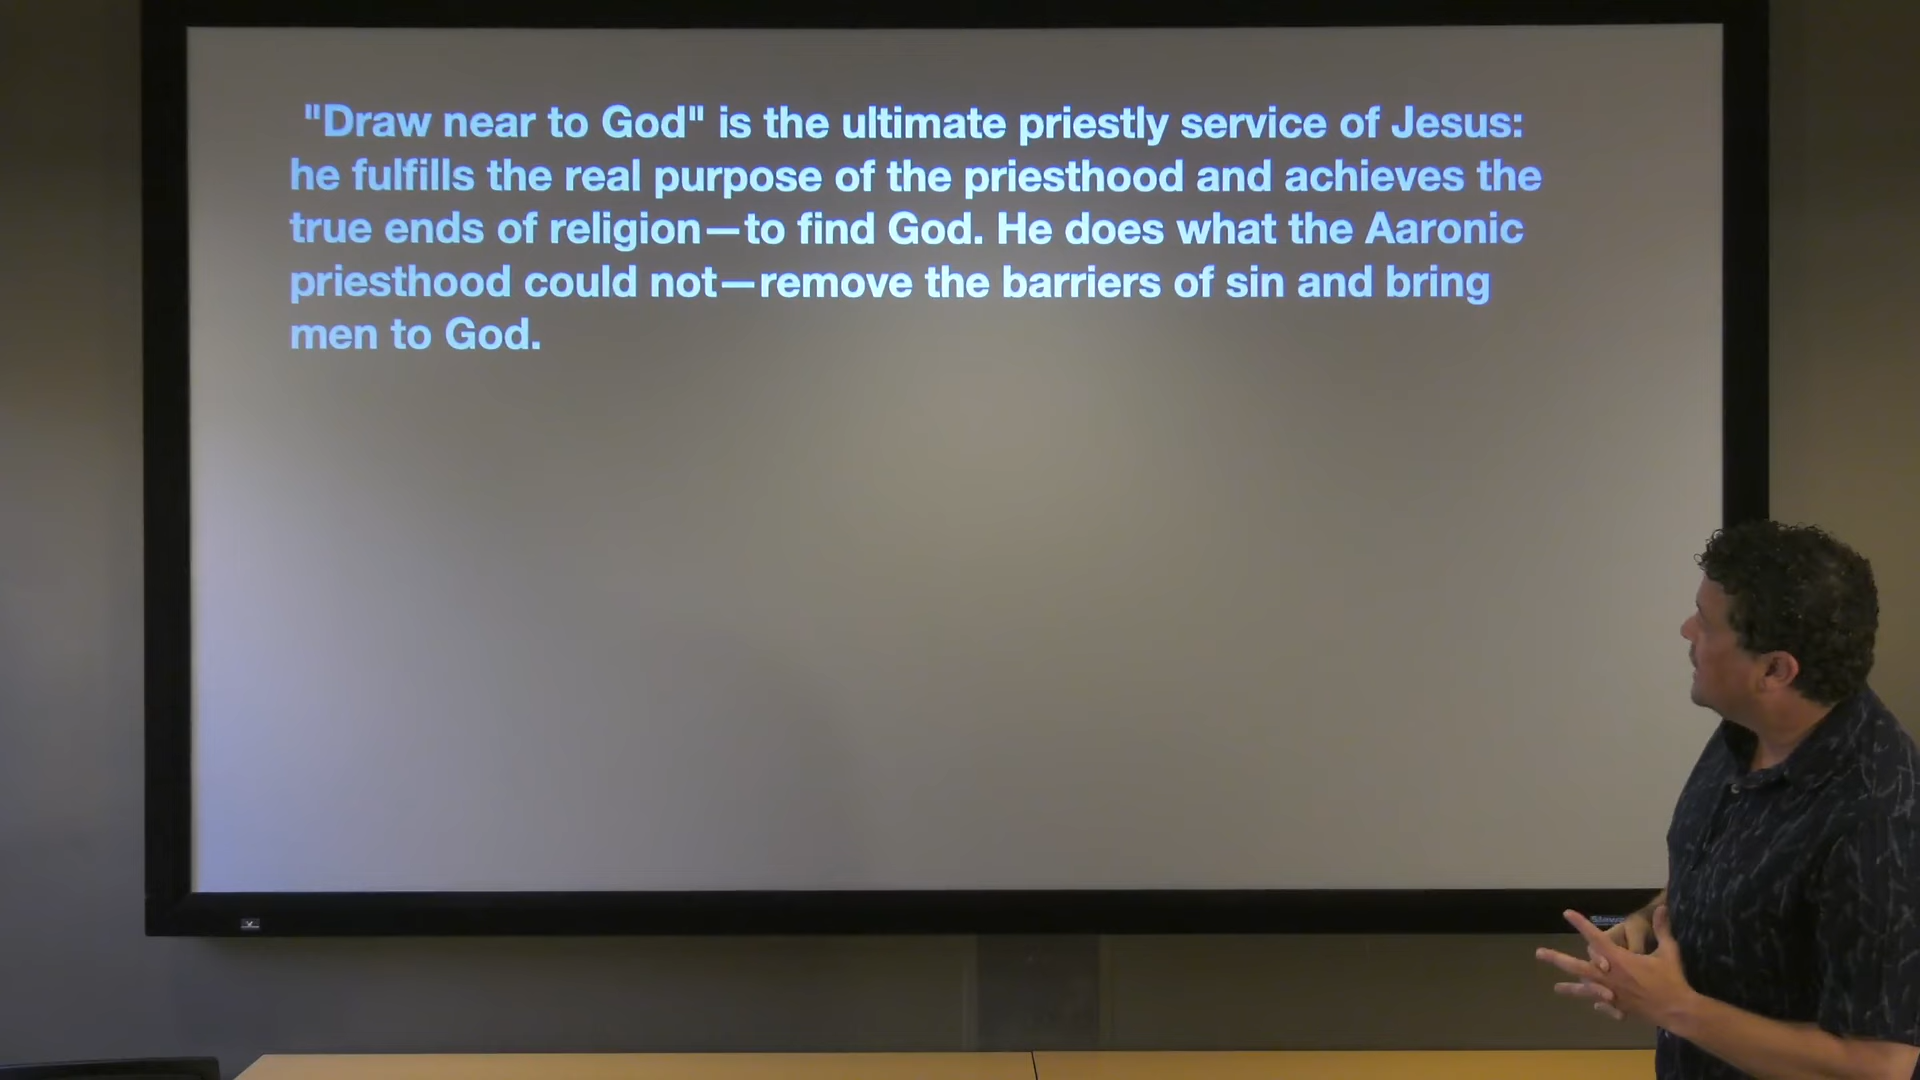 "Draw near to God" is the ultimate priestly service of Jesus:
he fulfills the real purpose of the priesthood and achieves the
true ends of religion—to find God. He does what the Aaronic
priesthood could not—remove the barriers of sin and bring
men to God.